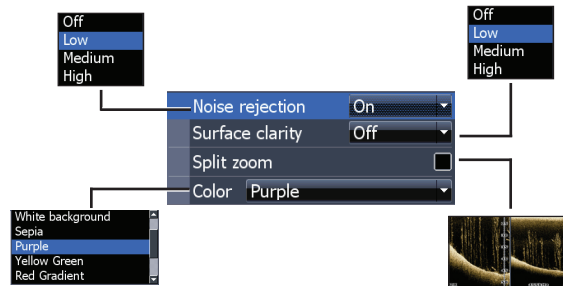 Off
Low
Medium
High
Off
Low
Medium
High
Noise rejection On
Surface clarity Off
Split zoom
Color Purple
White background
Sepia
Purple
Yellow Green
Red Gradient